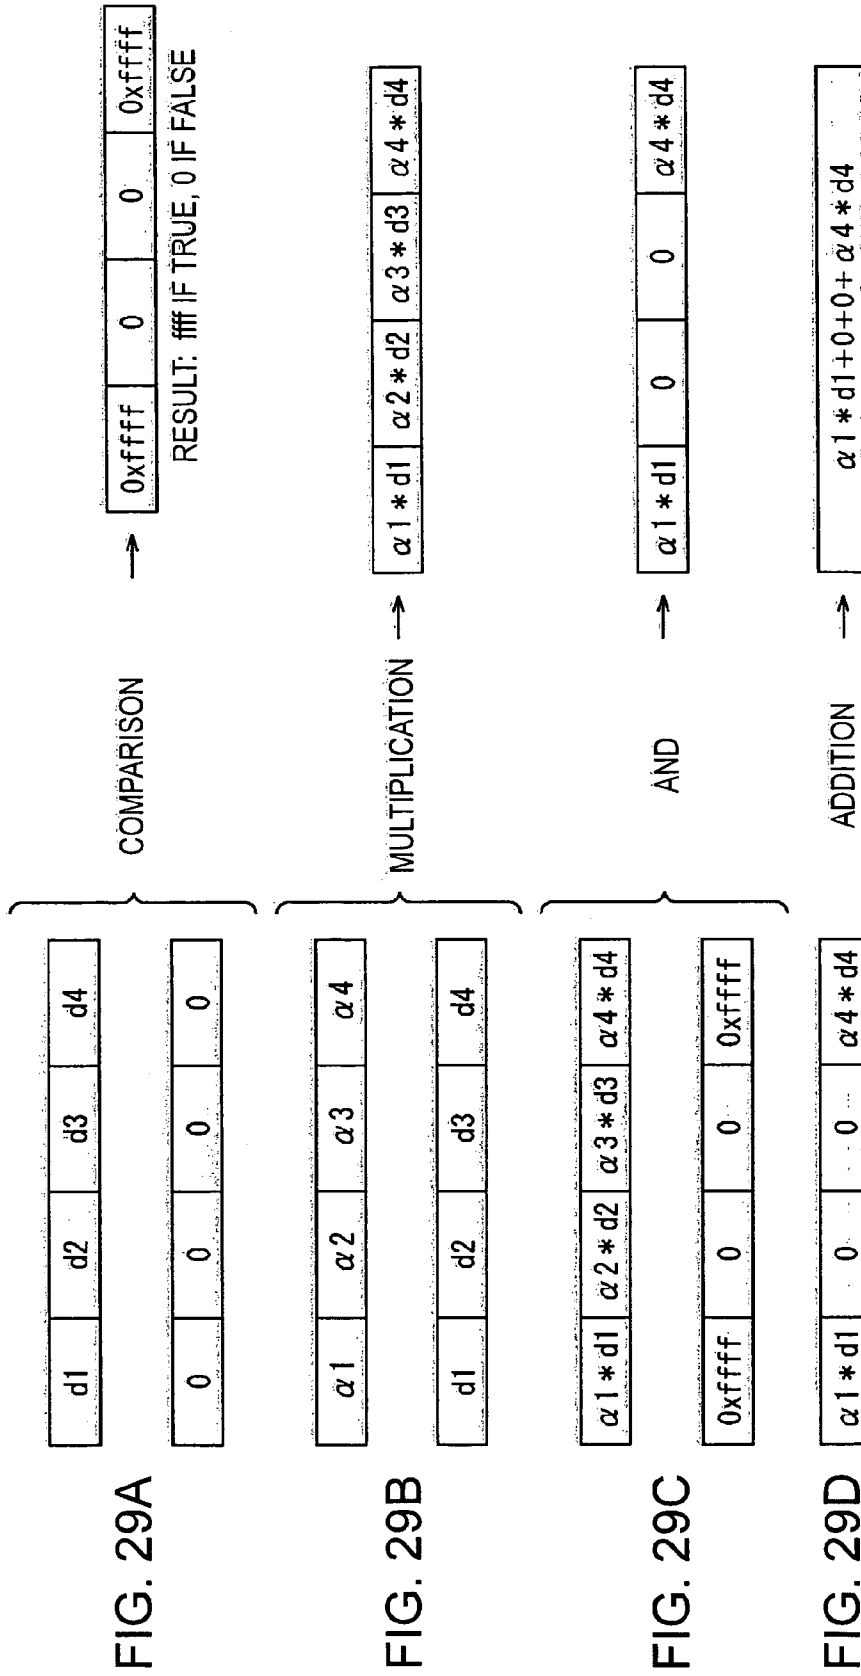 FIG. 29A
d1 d2 d3 d4
0 0 0 0
COMPARISON → 0xffff 0 0 0xffff
RESULT: ffff IF TRUE, 0 IF FALSE
FIG. 29B
α1 α2 α3 α4
d1 d2 d3 d4
MULTIPLICATION → α1*d1 α2*d2 α3*d3 α4*d4
FIG. 29C
α1*d1 α2*d2 α3*d3 α4*d4
0xffff 0 0 0xffff
AND → α1*d1 0 0 α4*d4
FIG. 29D
α1*d1 0 0 α4*d4
ADDITION → α1*d1+0+0+α4*d4